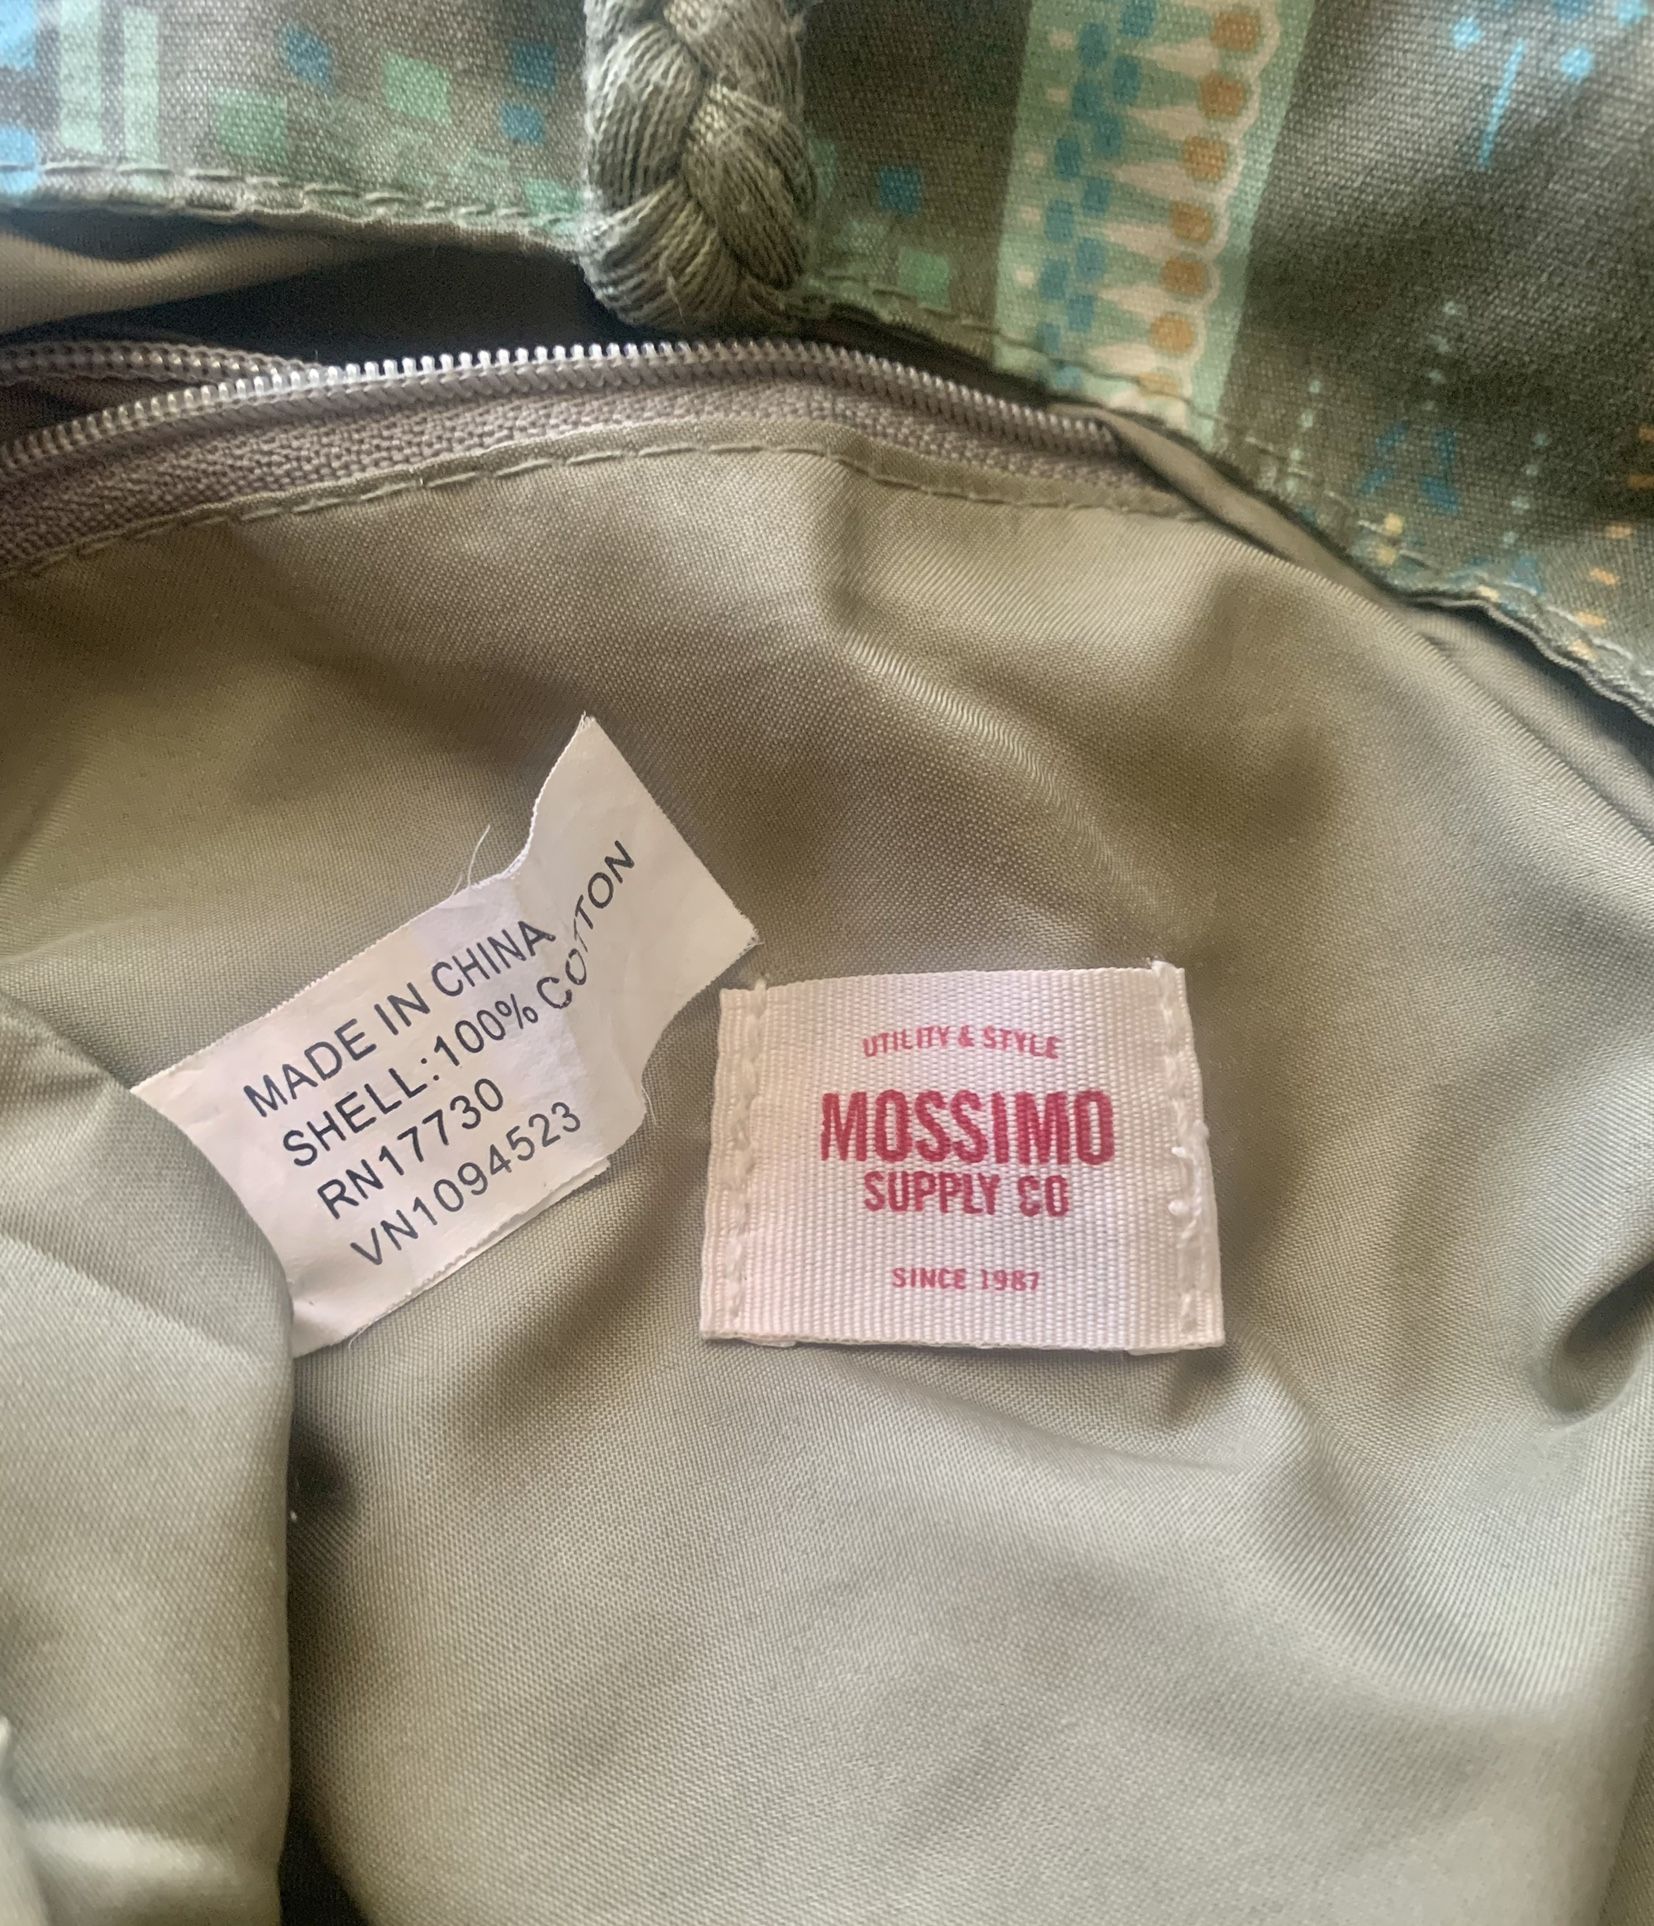 MADE IN CHINA
SHELL:100% COTTON
RN17730
VN1094523
UTILITY & STYLE
MOSSIMO
SUPPLY CO
SINCE 1987